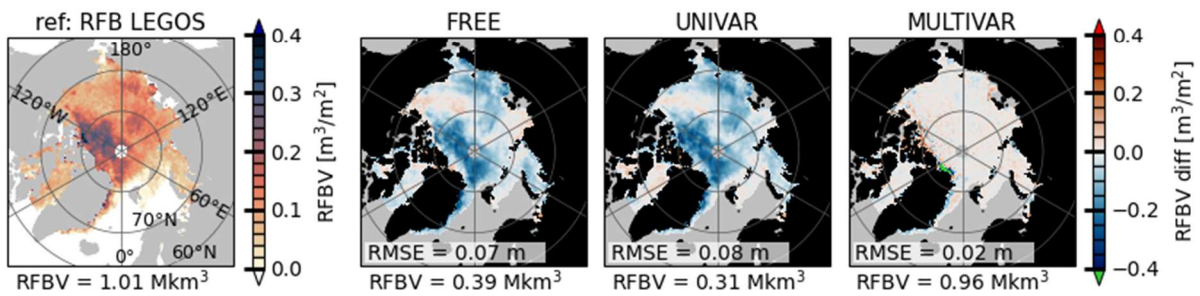 ref: RFB LEGOS
FREE
UNIVAR
MULTIVAR
180°
120°W
120°E
60°E
70°N
0°
60°N
0.4
0.3
0.2
0.1
0.0
RFBV [m³/m²]
RMSE = 0.07 m
RMSE = 0.08 m
RMSE = 0.02 m
0.4
0.2
0.0
−0.2
−0.4
RFBV diff [m³/m²]
RFBV = 1.01 Mkm³
RFBV = 0.39 Mkm³
RFBV = 0.31 Mkm³
RFBV = 0.96 Mkm³